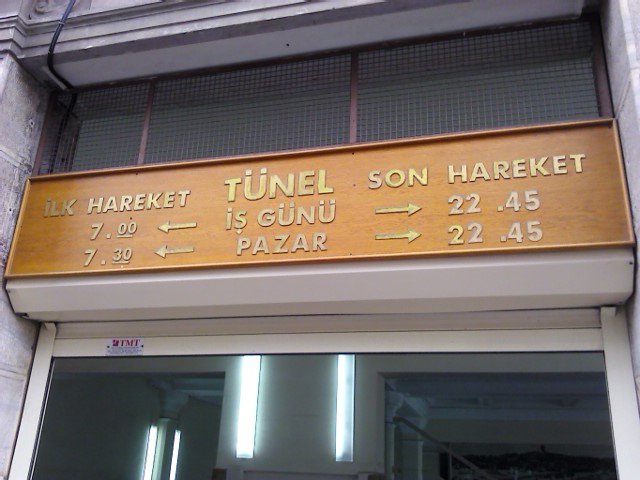 İLK HAREKET TÜNEL SON HAREKET
7.00 ← İŞ GÜNÜ → 22.45
7.30 ← PAZAR → 22.45
TMT